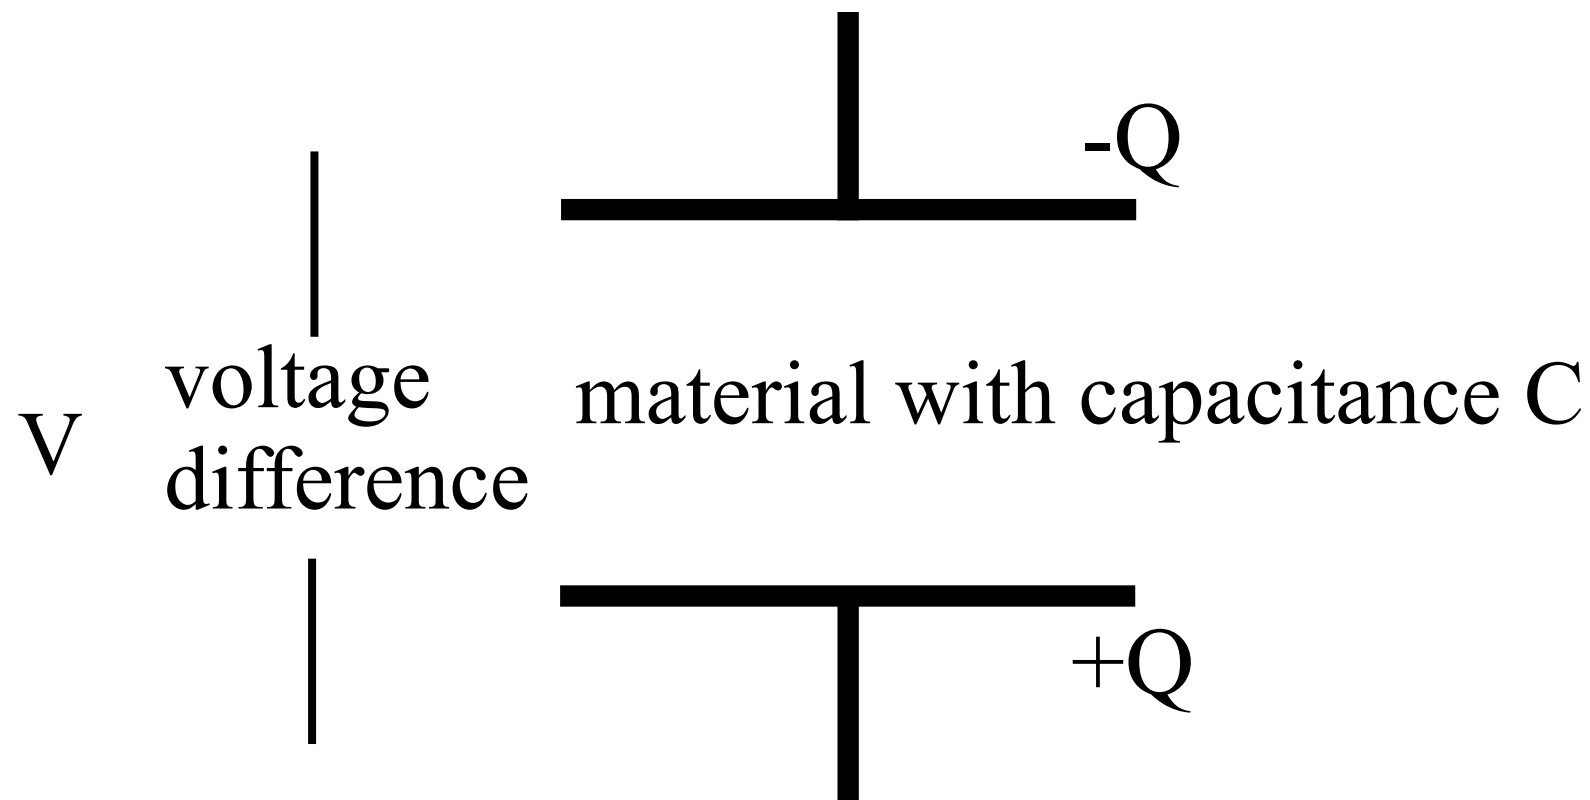 -Q
voltage
difference
V
material with capacitance C
+Q